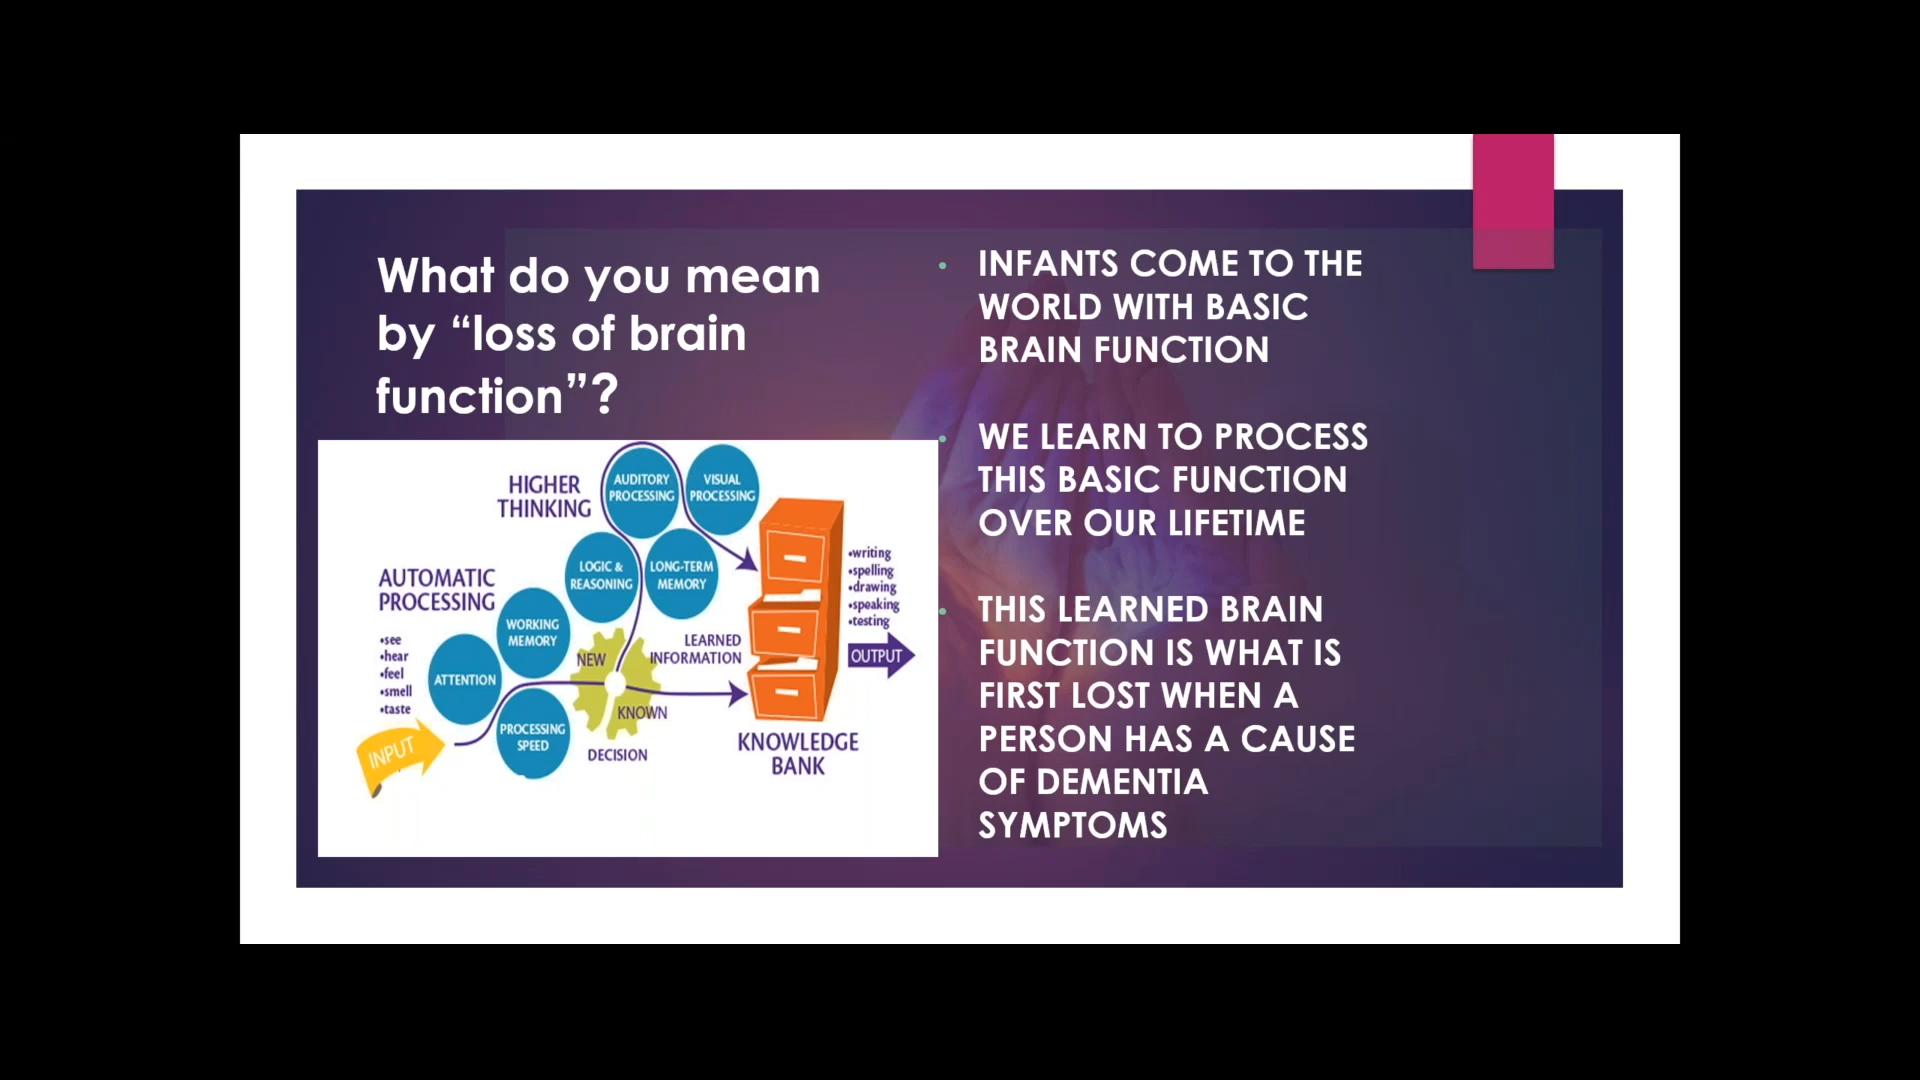 What do you mean
by “loss of brain
function”?
HIGHER
THINKING
AUDITORY
PROCESSING
VISUAL
PROCESSING
LOGIC &
REASONING
LONG-TERM
MEMORY
AUTOMATIC
PROCESSING
•see
•hear
•feel
•smell
•taste
INPUT
ATTENTION
WORKING
MEMORY
PROCESSING
SPEED
NEW
KNOWN
DECISION
LEARNED
INFORMATION
KNOWLEDGE
BANK
•writing
•spelling
•drawing
•speaking
•testing
OUTPUT
• INFANTS COME TO THE
WORLD WITH BASIC
BRAIN FUNCTION
• WE LEARN TO PROCESS
THIS BASIC FUNCTION
OVER OUR LIFETIME
• THIS LEARNED BRAIN
FUNCTION IS WHAT IS
FIRST LOST WHEN A
PERSON HAS A CAUSE
OF DEMENTIA
SYMPTOMS